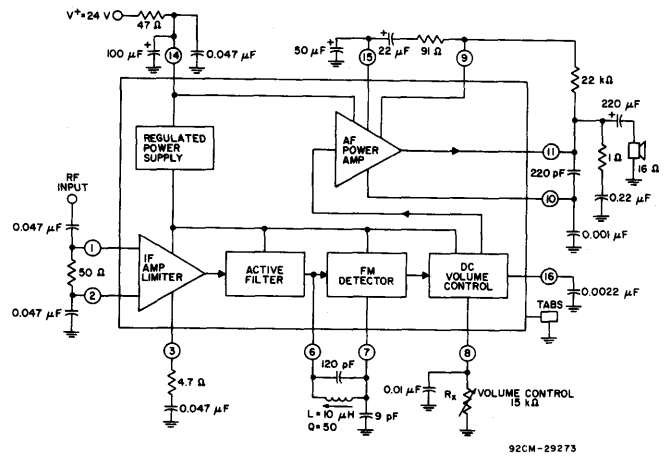 V+ = 24 V
47 Ω
100 μF
+
14
0.047 μF
50 μF
+
15
+
22 μF
91 Ω
9
22 kΩ
220 μF
+
REGULATED POWER SUPPLY
AF POWER AMP
11
220 pF
1 Ω
16 Ω
10
0.22 μF
0.001 μF
RF INPUT
0.047 μF
1
50 Ω
2
0.047 μF
IF AMP LIMITER
ACTIVE FILTER
FM DETECTOR
DC VOLUME CONTROL
16
0.0022 μF
TABS
3
4.7 Ω
0.047 μF
6
7
120 pF
L = 10 μH
Q = 50
9 pF
8
0.01 μF
Rx
VOLUME CONTROL
15 kΩ
92CM-29273